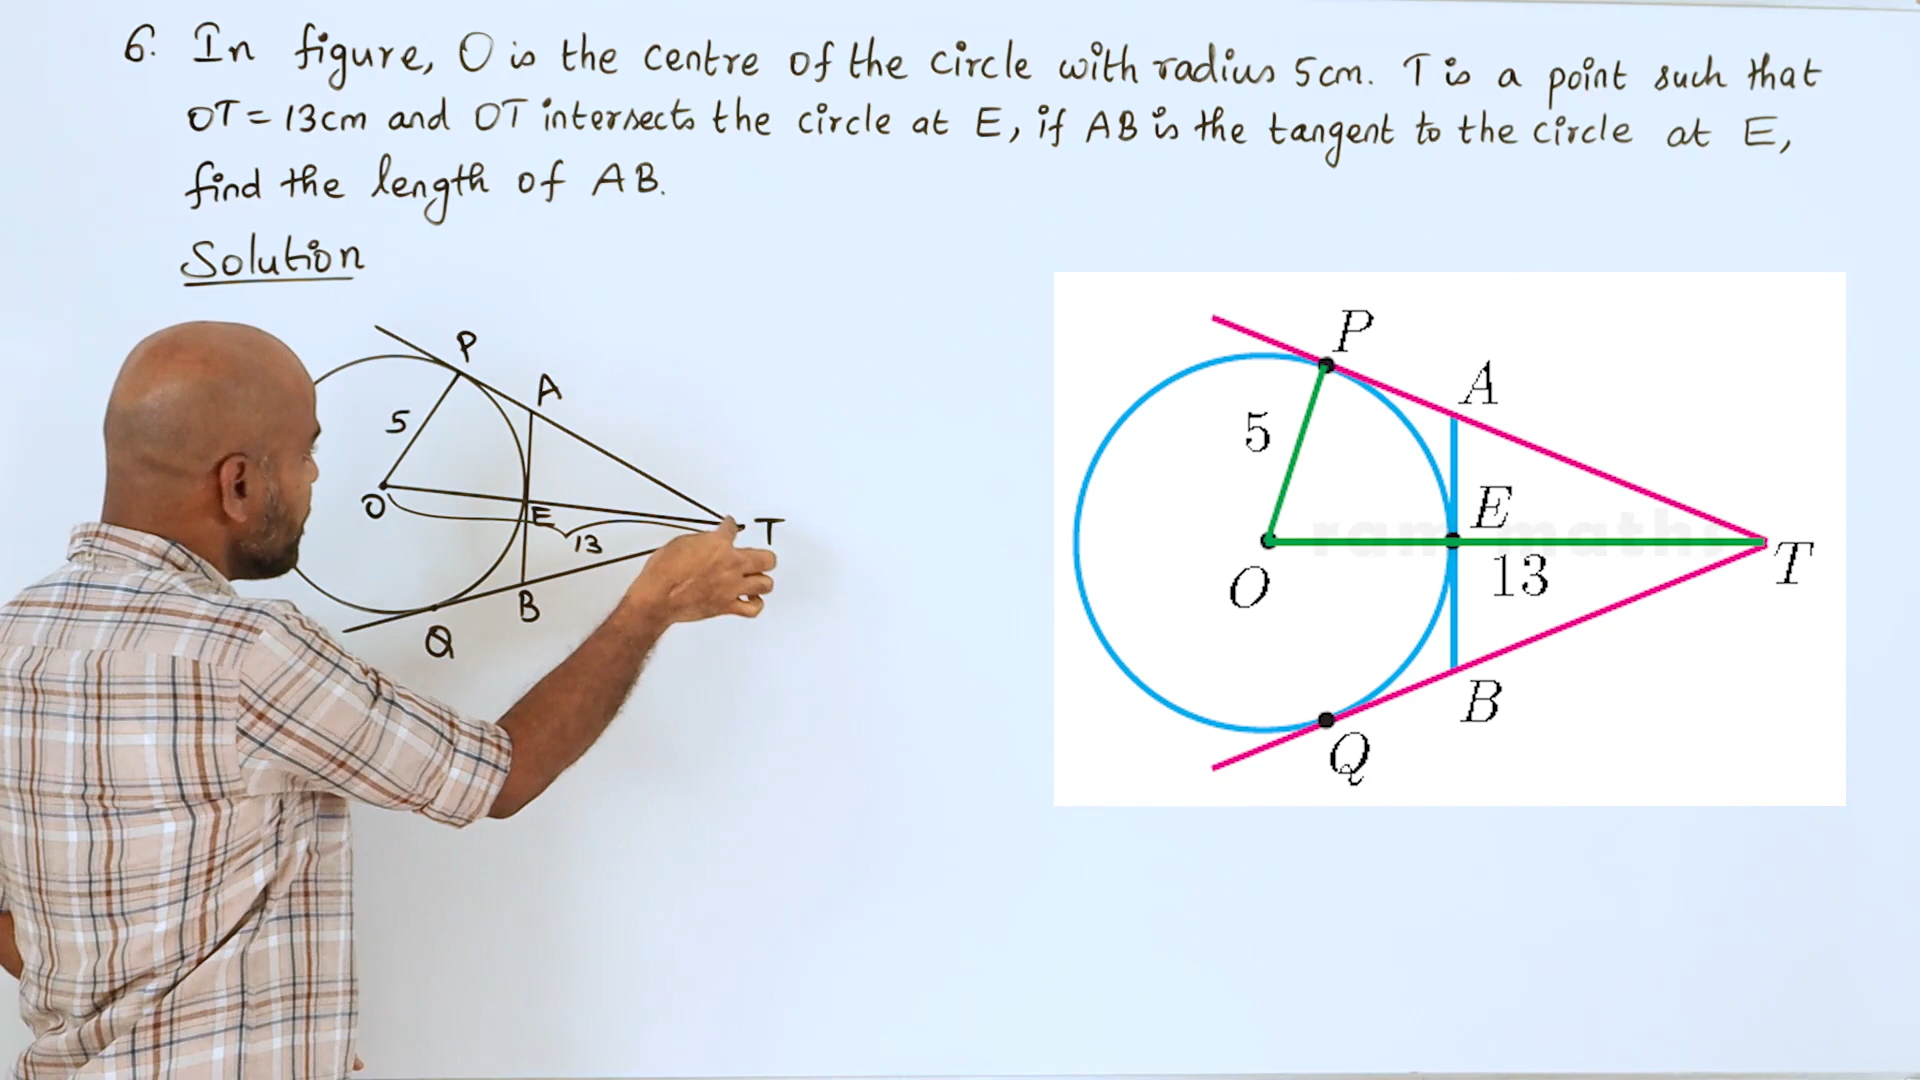 6. In figure, O is the centre of the circle with radius 5cm. T is a point such that
OT = 13cm and OT intersects the circle at E, if AB is the tangent to the circle at E,
find the length of AB.
Solution
P
A
5
O
E
13
T
B
Q
P
A
5
E
O
13
T
B
Q